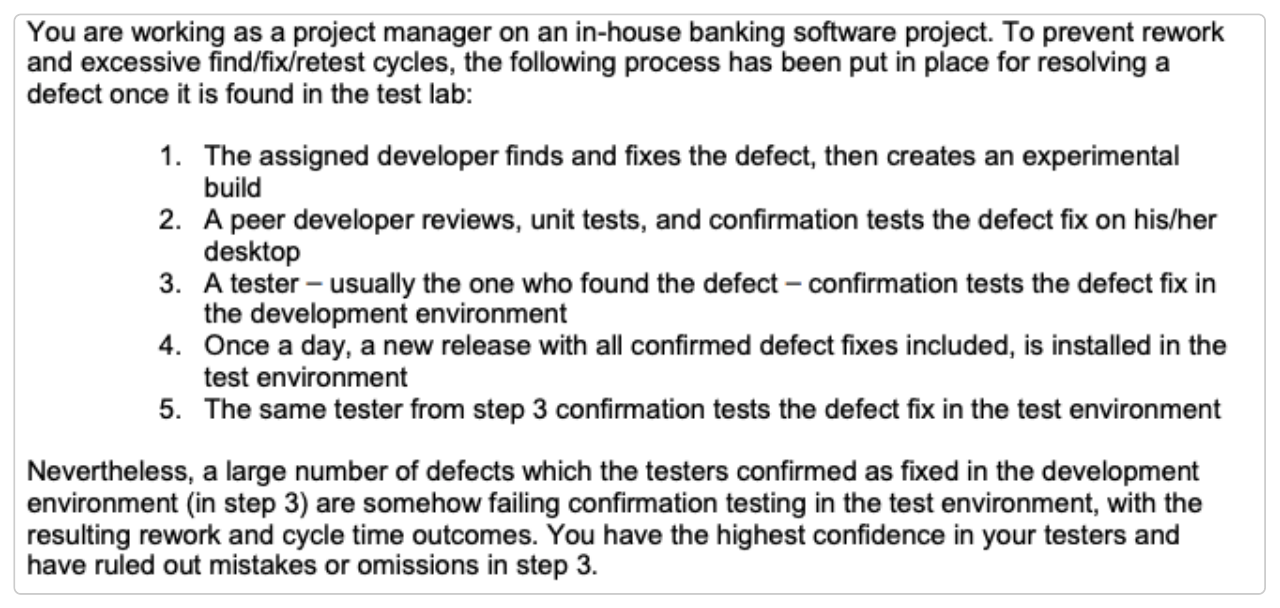 You are working as a project manager on an in-house banking software project. To prevent rework
and excessive find/fix/retest cycles, the following process has been put in place for resolving a
defect once it is found in the test lab:
1. The assigned developer finds and fixes the defect, then creates an experimental
build
2. A peer developer reviews, unit tests, and confirmation tests the defect fix on his/her
desktop
3. A tester – usually the one who found the defect – confirmation tests the defect fix in
the development environment
4. Once a day, a new release with all confirmed defect fixes included, is installed in the
test environment
5. The same tester from step 3 confirmation tests the defect fix in the test environment
Nevertheless, a large number of defects which the testers confirmed as fixed in the development
environment (in step 3) are somehow failing confirmation testing in the test environment, with the
resulting rework and cycle time outcomes. You have the highest confidence in your testers and
have ruled out mistakes or omissions in step 3.